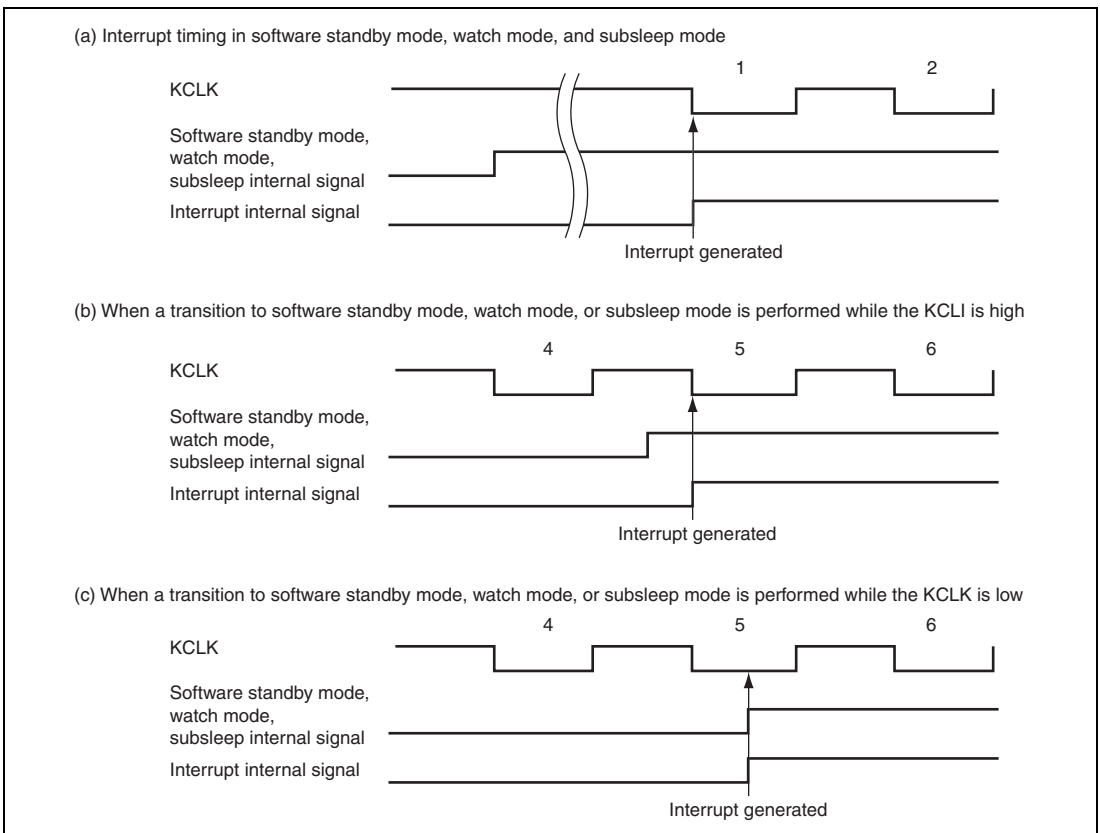 (a) Interrupt timing in software standby mode, watch mode, and subsleep mode
1 2
KCLK
Software standby mode,
watch mode,
subsleep internal signal
Interrupt internal signal
Interrupt generated
(b) When a transition to software standby mode, watch mode, or subsleep mode is performed while the KCLI is high
4 5 6
KCLK
Software standby mode,
watch mode,
subsleep internal signal
Interrupt internal signal
Interrupt generated
(c) When a transition to software standby mode, watch mode, or subsleep mode is performed while the KCLK is low
4 5 6
KCLK
Software standby mode,
watch mode,
subsleep internal signal
Interrupt internal signal
Interrupt generated